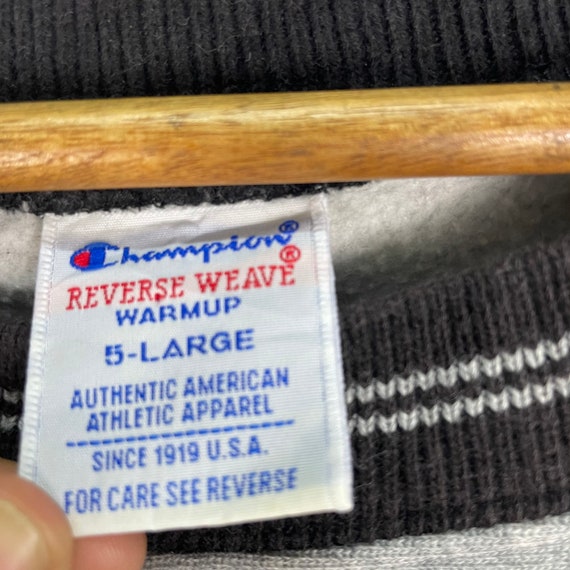 Champion®
REVERSE WEAVE®
WARMUP
5-LARGE
AUTHENTIC AMERICAN
ATHLETIC APPAREL
SINCE 1919 U.S.A.
FOR CARE SEE REVERSE